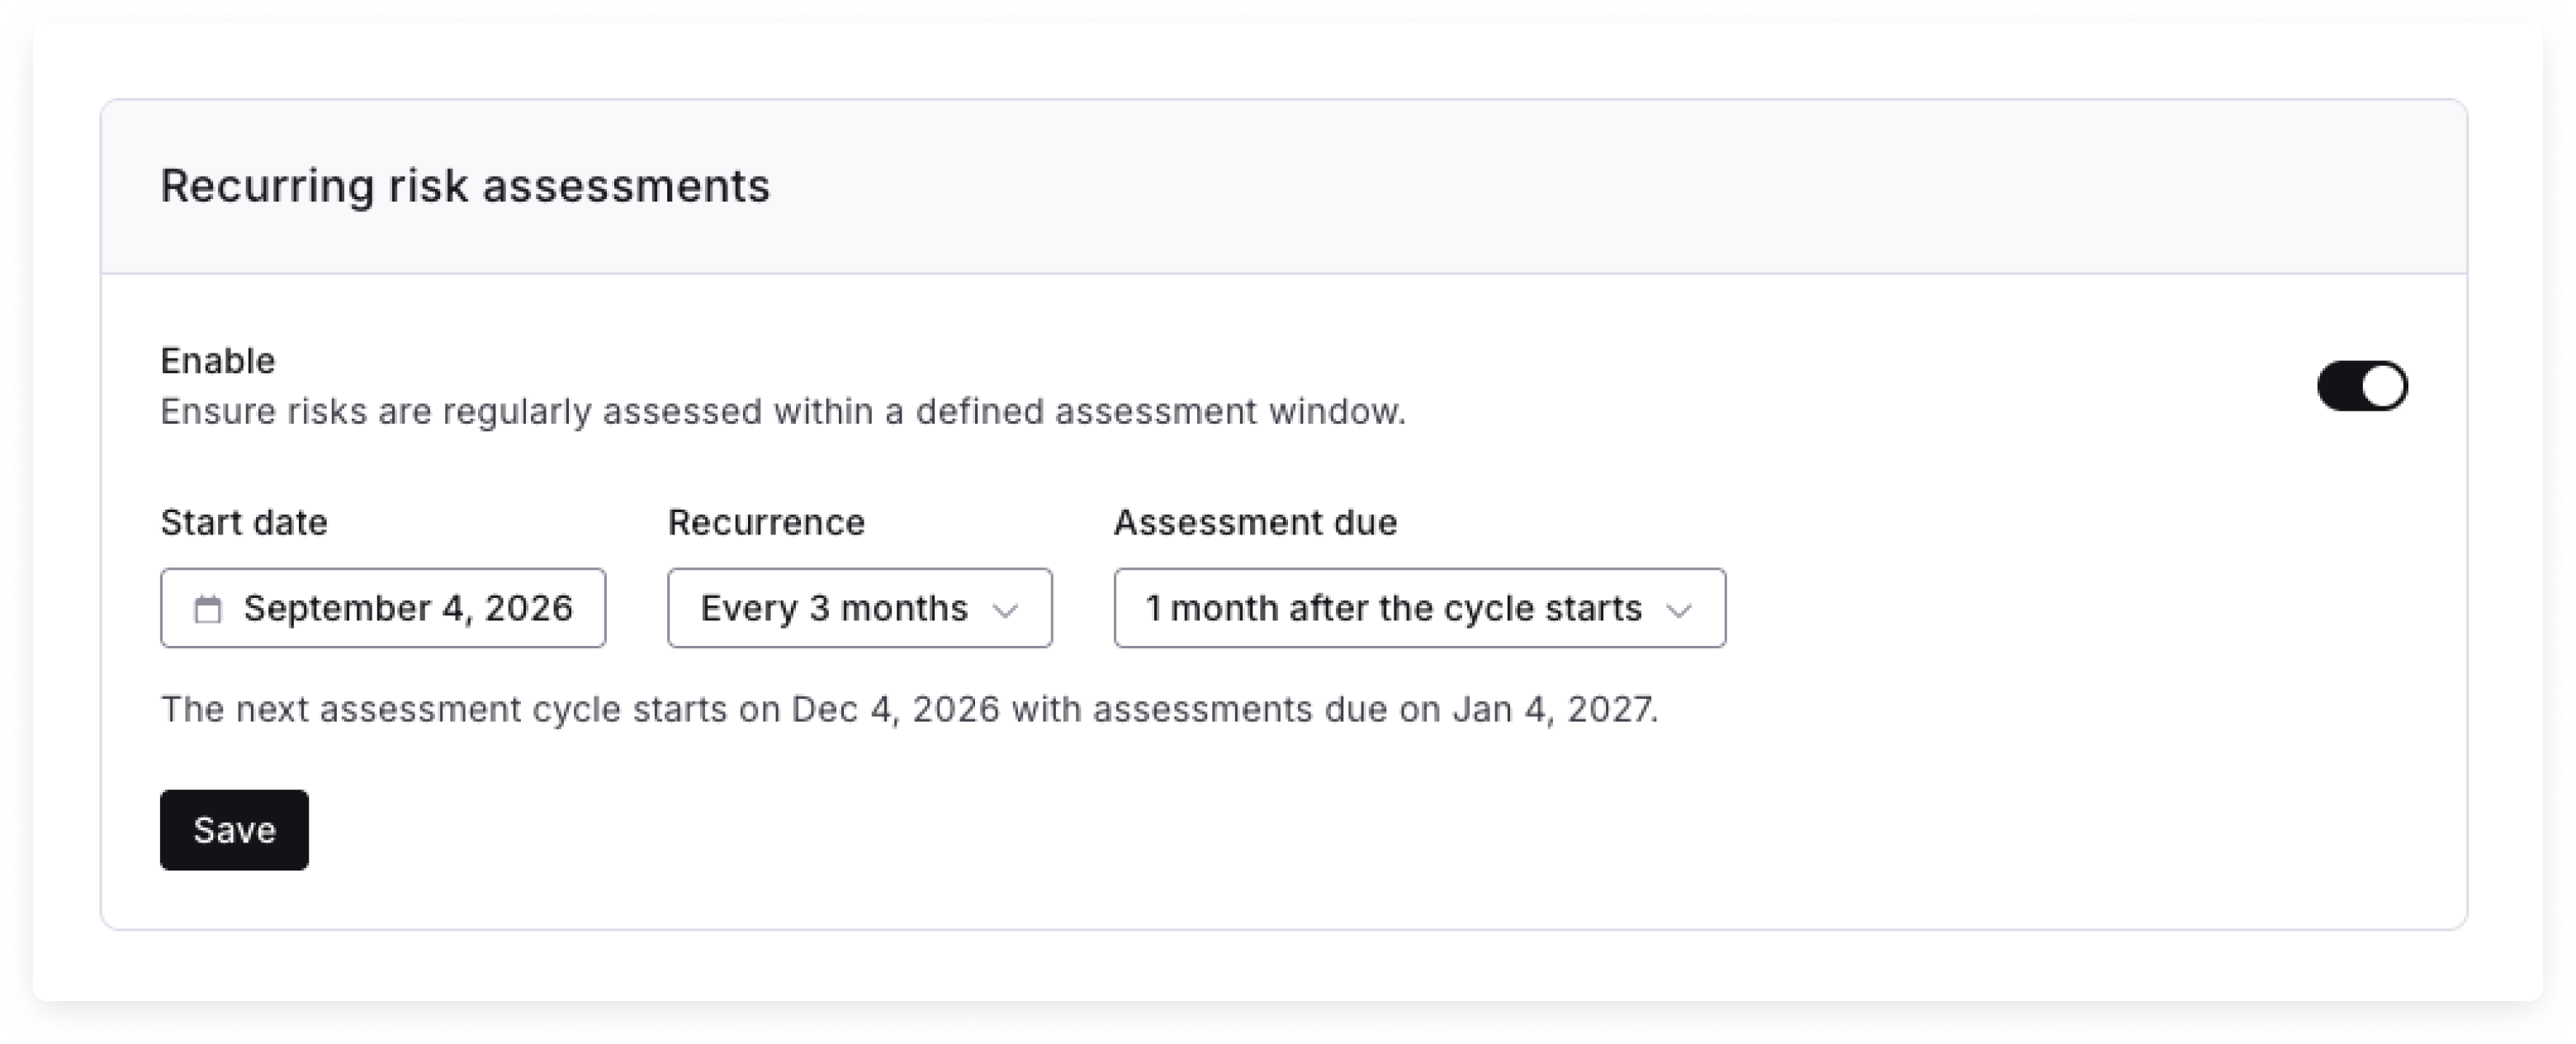 Recurring risk assessments
Enable
Ensure risks are regularly assessed within a defined assessment window.
Start date
Recurrence
Assessment due
September 4, 2026
Every 3 months
1 month after the cycle starts
The next assessment cycle starts on Dec 4, 2026 with assessments due on Jan 4, 2027.
Save